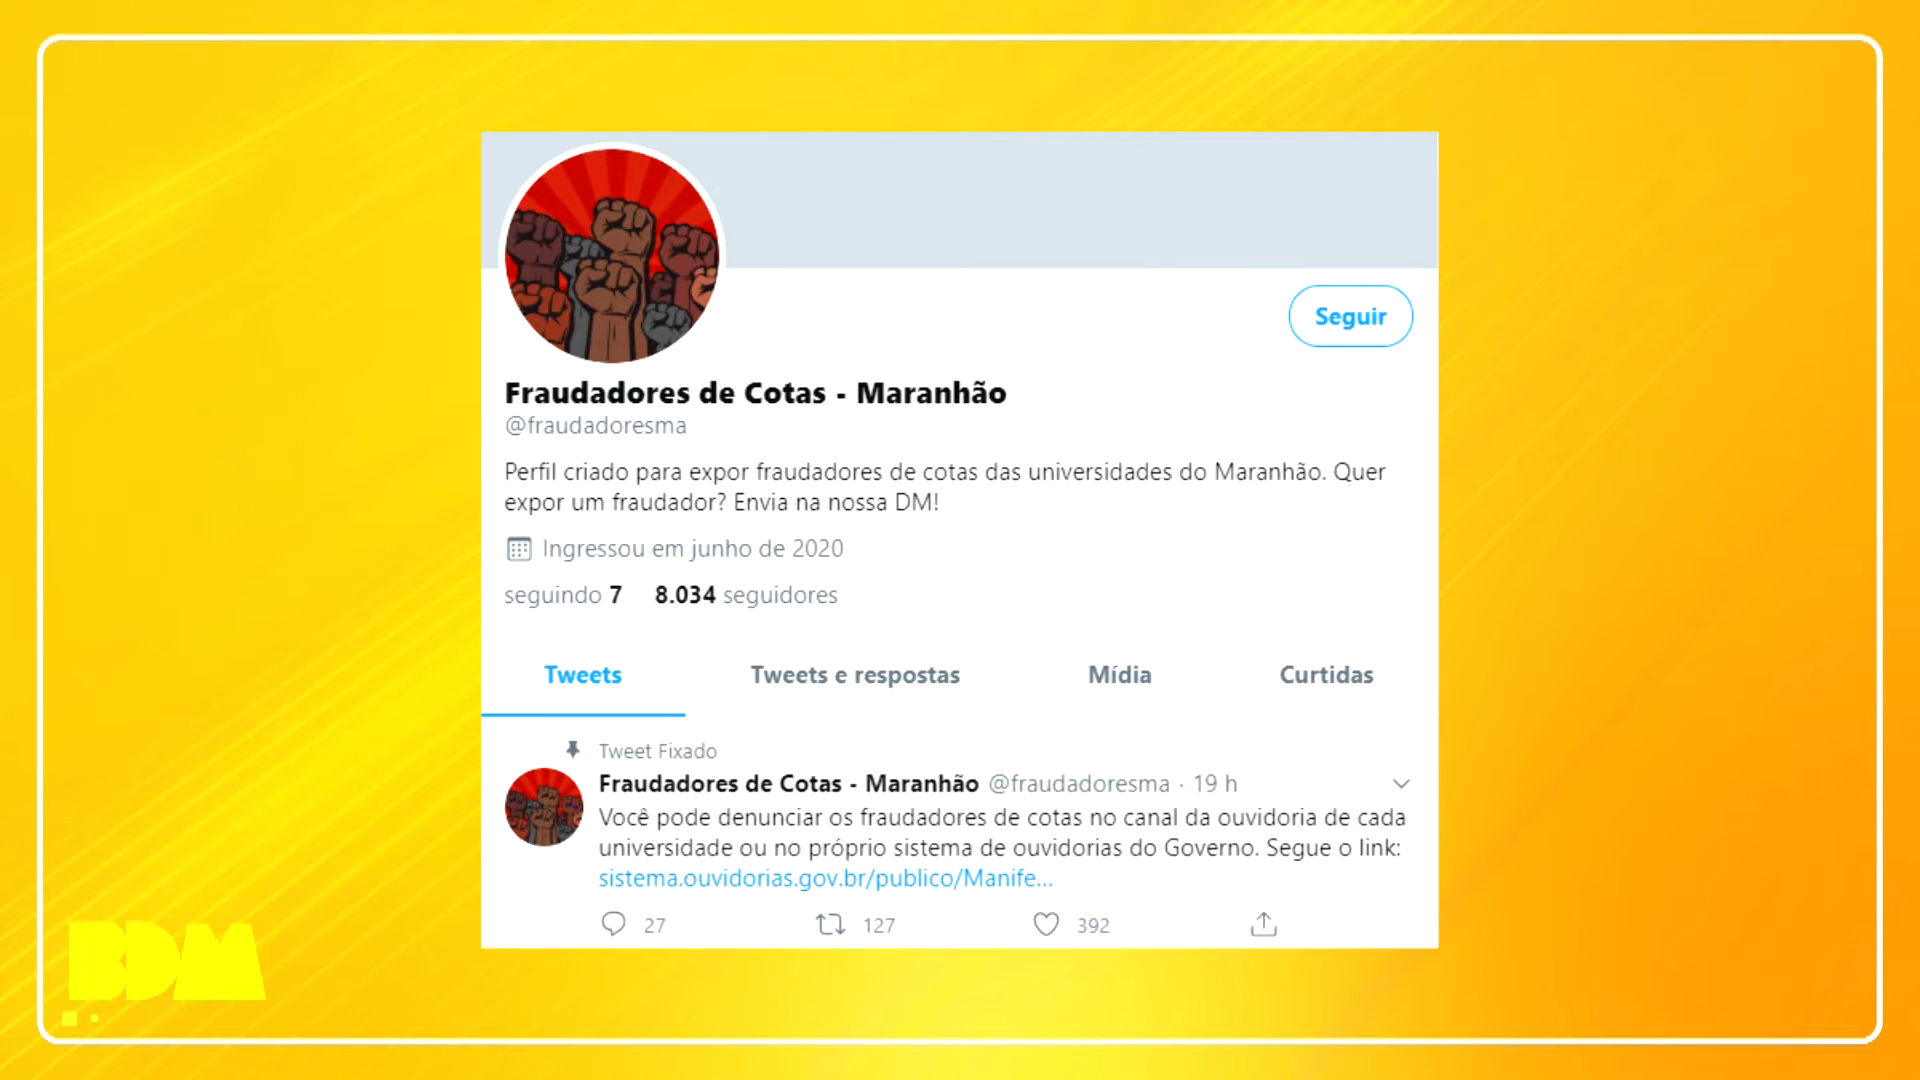 Seguir
Fraudadores de Cotas - Maranhão
@fraudadoresma
Perfil criado para expor fraudadores de cotas das universidades do Maranhão. Quer
expor um fraudador? Envia na nossa DM!
Ingressou em junho de 2020
seguindo 7 8.034 seguidores
Tweets Tweets e respostas Mídia Curtidas
Tweet Fixado
Fraudadores de Cotas - Maranhão @fraudadoresma · 19 h
Você pode denunciar os fraudadores de cotas no canal da ouvidoria de cada
universidade ou no próprio sistema de ouvidorias do Governo. Segue o link:
sistema.ouvidorias.gov.br/publico/Manife...
27 127 392
BDM